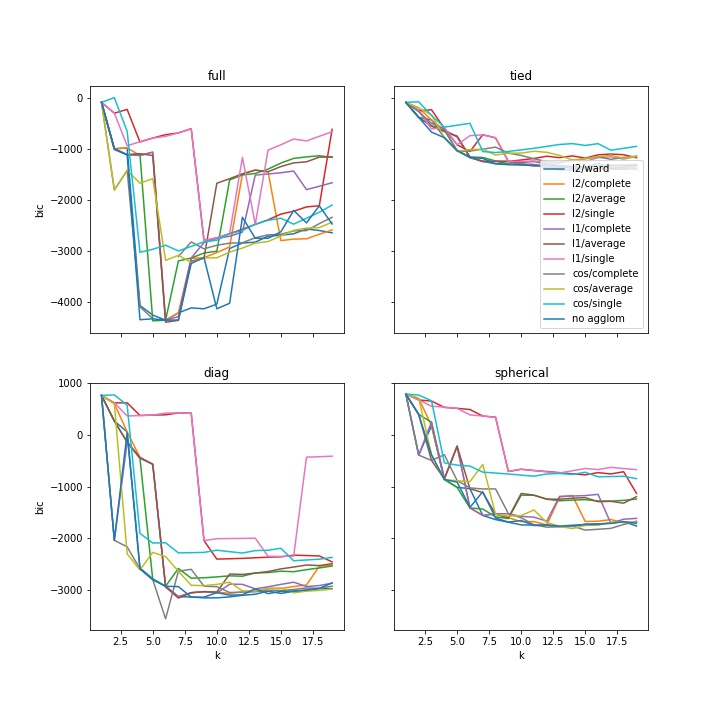 full
tied
0
−1000
−2000
−3000
−4000
bic
l2/ward
l2/complete
l2/average
l2/single
l1/complete
l1/average
l1/single
cos/complete
cos/average
cos/single
no agglom
diag
spherical
1000
0
−1000
−2000
−3000
bic
2.5 5.0 7.5 10.0 12.5 15.0 17.5
k
2.5 5.0 7.5 10.0 12.5 15.0 17.5
k